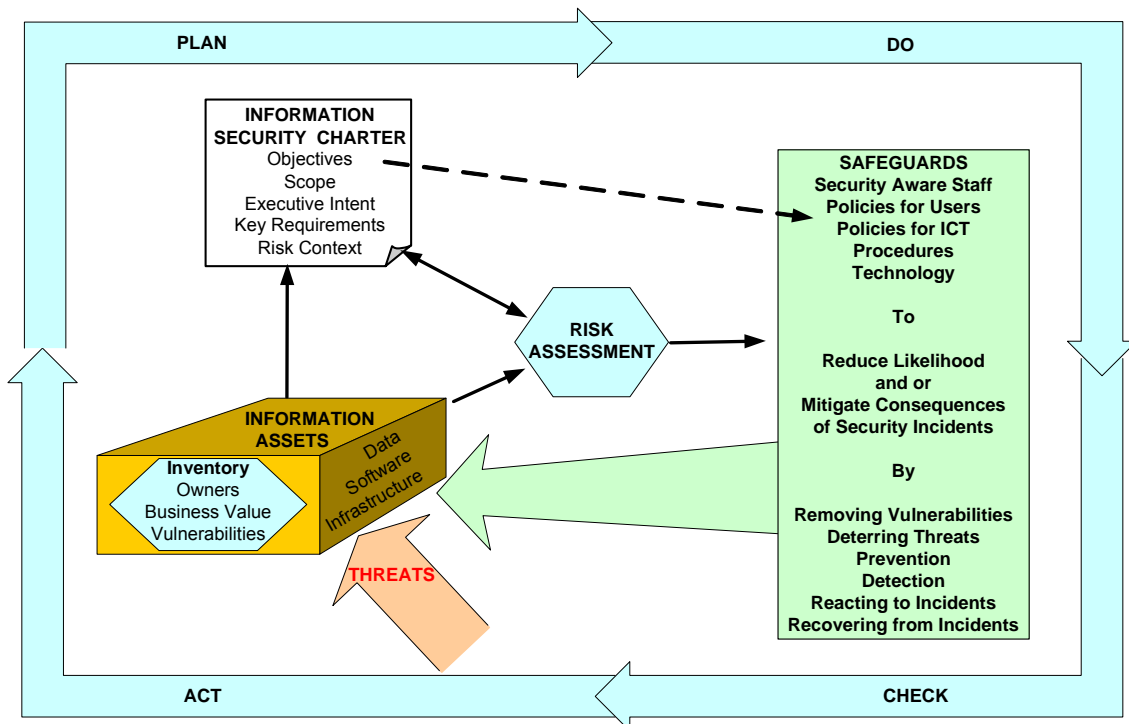 PLAN
DO
INFORMATION
SECURITY CHARTER
Objectives
Scope
Executive Intent
Key Requirements
Risk Context
SAFEGUARDS
Security Aware Staff
Policies for Users
Policies for ICT
Procedures
Technology
To
Reduce Likelihood
and or
Mitigate Consequences
of Security Incidents
By
Removing Vulnerabilities
Deterring Threats
Prevention
Detection
Reacting to Incidents
Recovering from Incidents
RISK
ASSESSMENT
INFORMATION
ASSETS
Inventory
Owners
Business Value
Vulnerabilities
Data
Software
Infrastructure
THREATS
ACT
CHECK